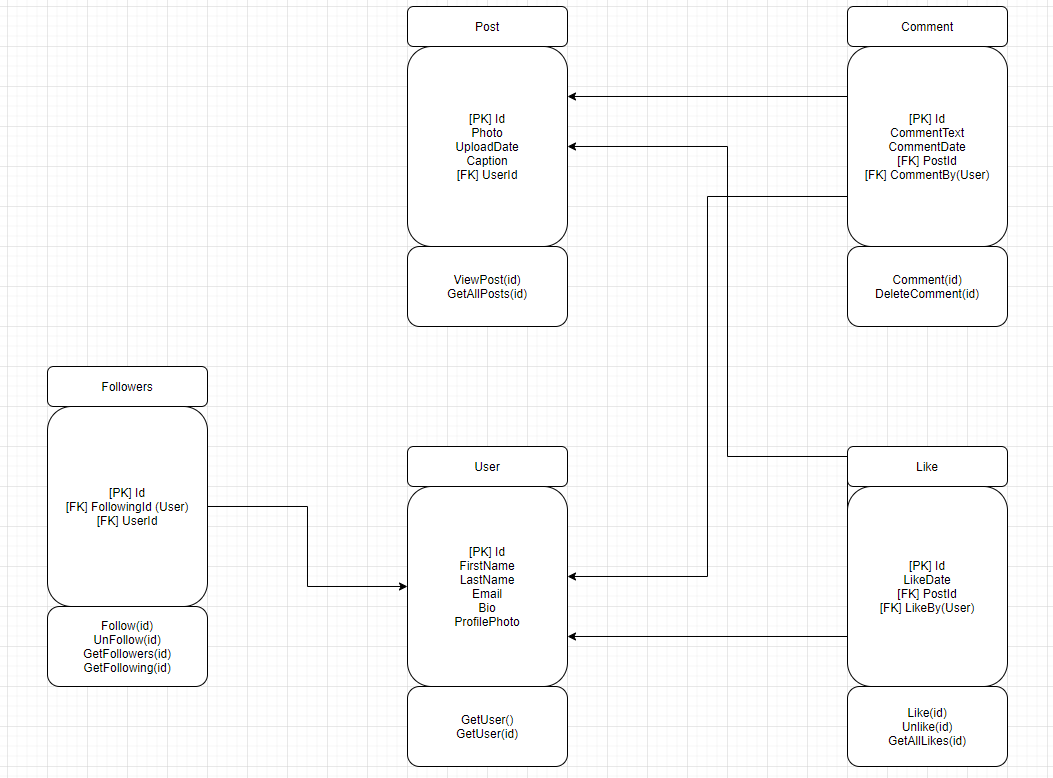 Post
[PK] Id
Photo
UploadDate
Caption
[FK] UserId
ViewPost(id)
GetAllPosts(id)
Comment
[PK] Id
CommentText
CommentDate
[FK] PostId
[FK] CommentBy(User)
Comment(id)
DeleteComment(id)
Followers
[PK] Id
[FK] FollowingId (User)
[FK] UserId
Follow(id)
UnFollow(id)
GetFollowers(id)
GetFollowing(id)
User
[PK] Id
FirstName
LastName
Email
Bio
ProfilePhoto
GetUser()
GetUser(id)
Like
[PK] Id
LikeDate
[FK] PostId
[FK] LikeBy(User)
Like(id)
Unlike(id)
GetAllLikes(id)